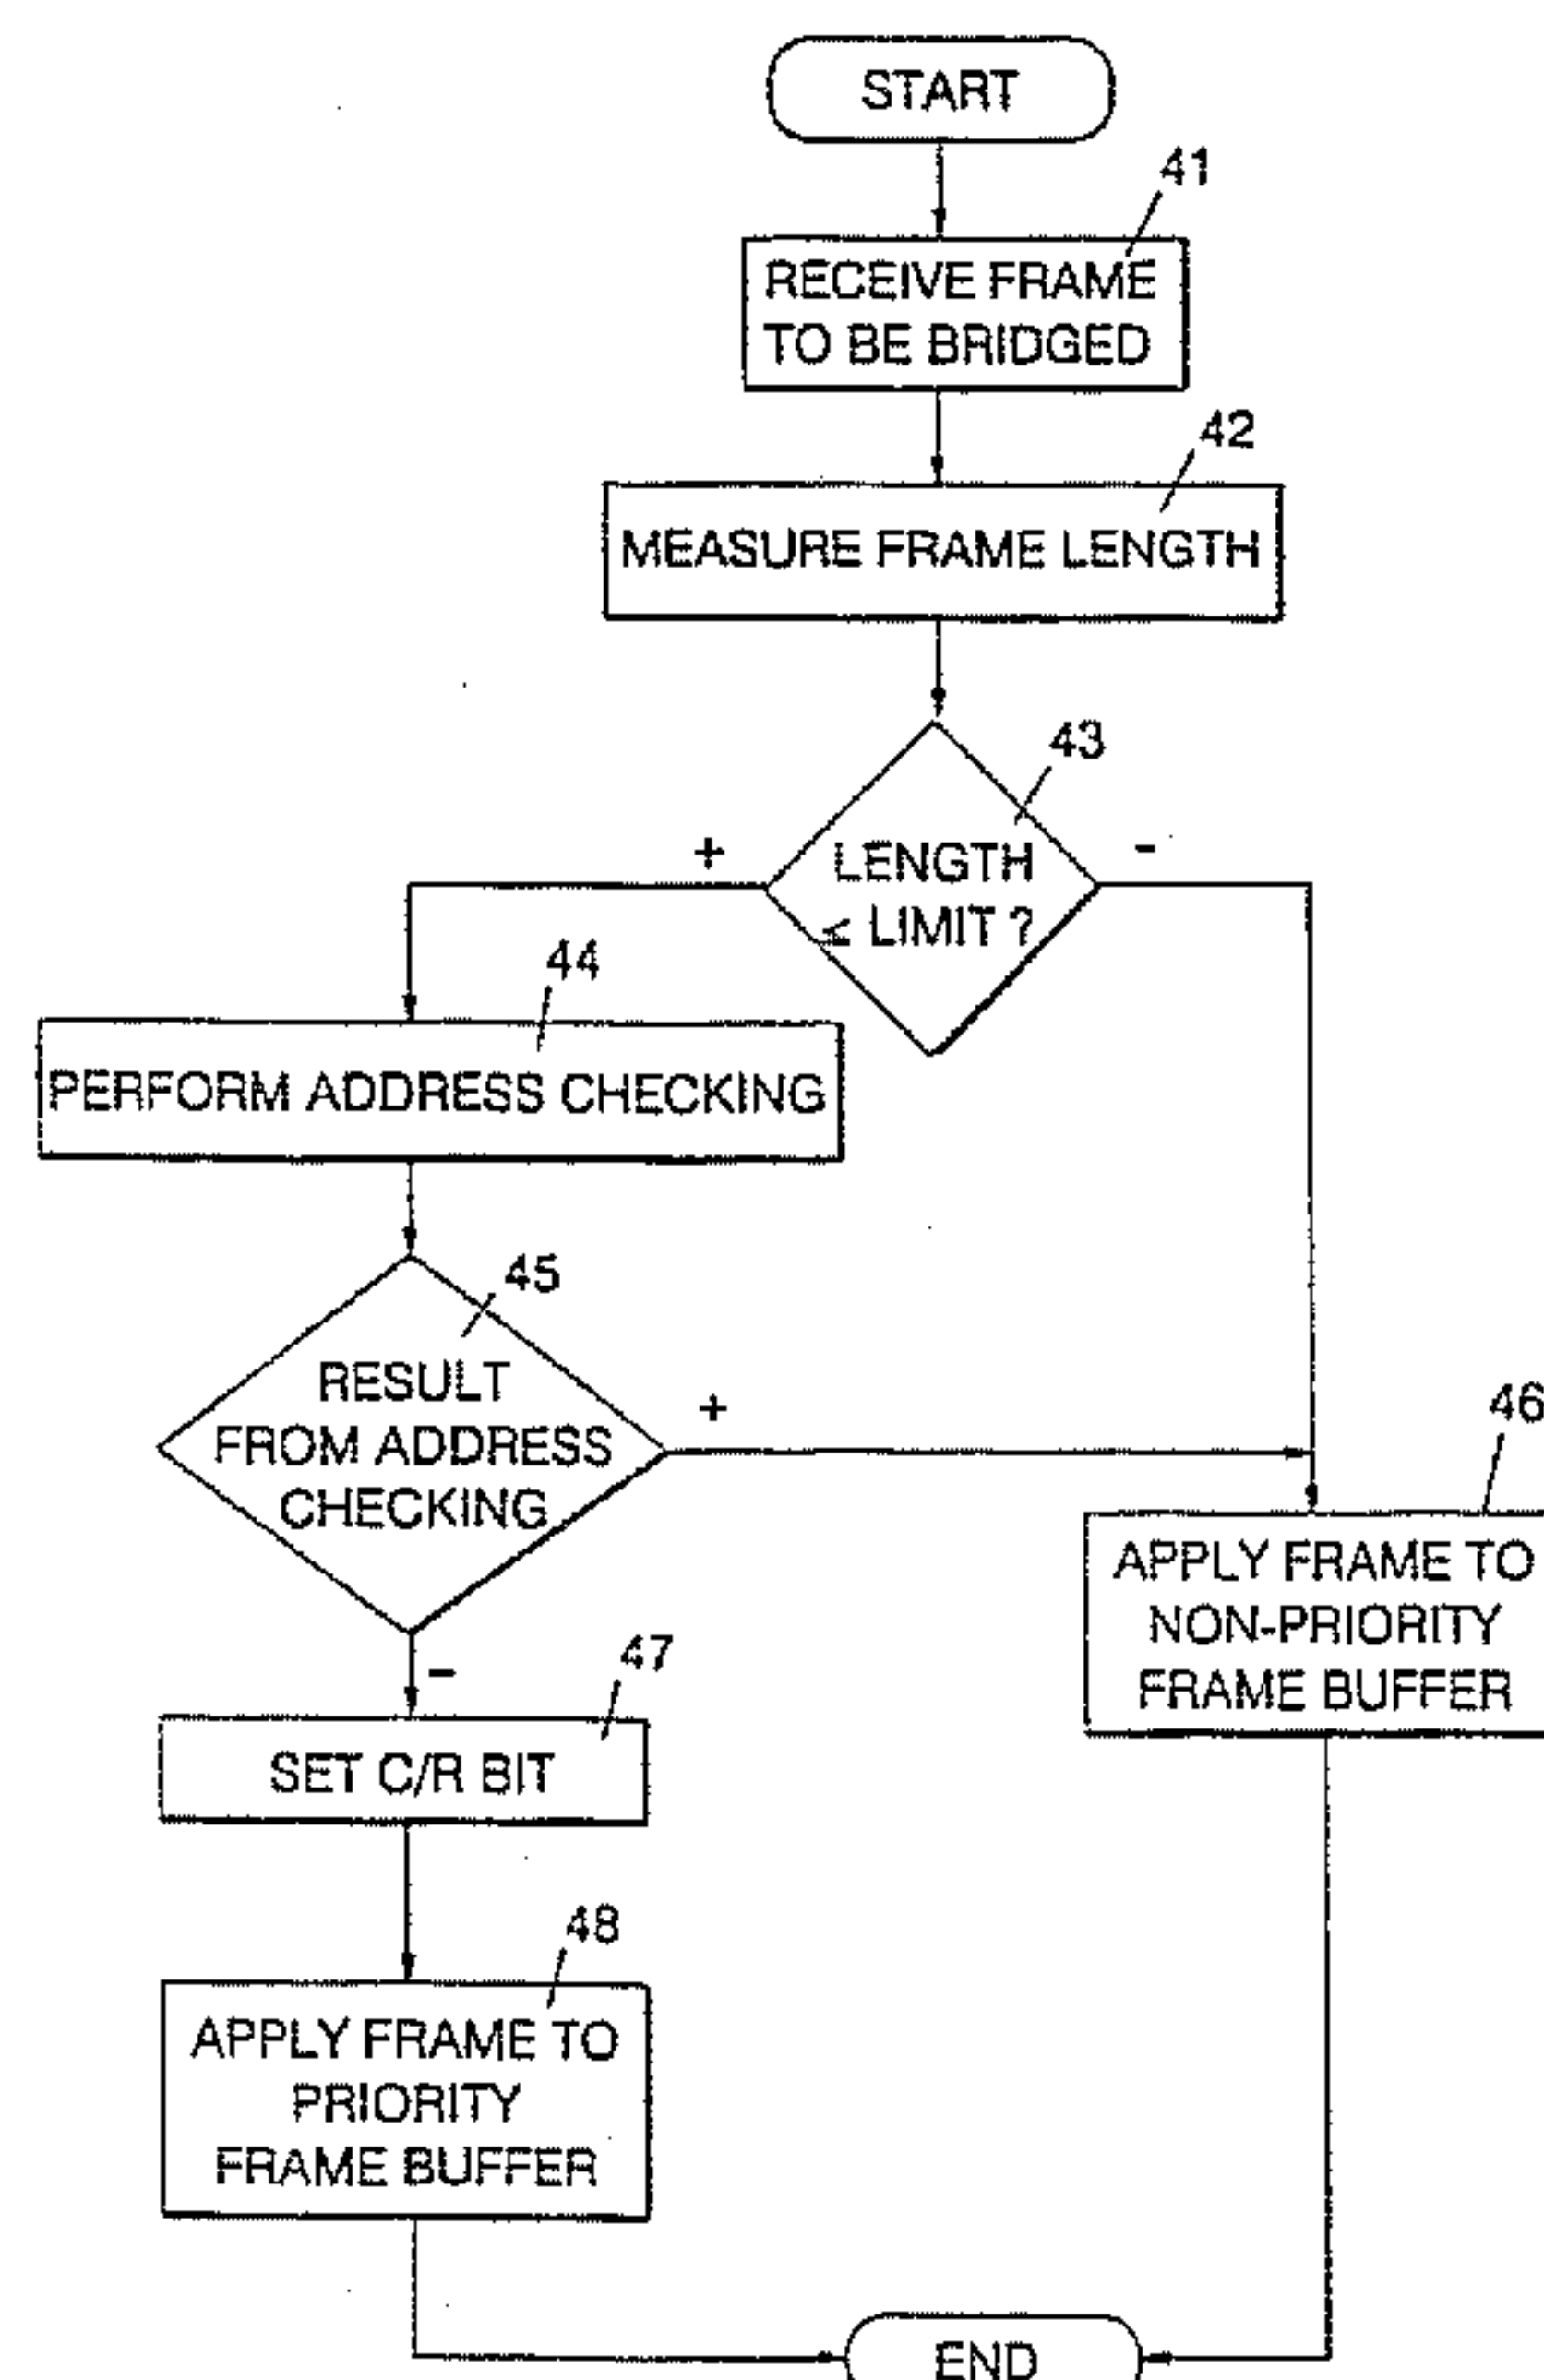 START
41
RECEIVE FRAME
TO BE BRIDGED
42
MEASURE FRAME LENGTH
43
+
-
LENGTH
≤ LIMIT ?
44
PERFORM ADDRESS CHECKING
45
RESULT
FROM ADDRESS
CHECKING
+
46
APPLY FRAME TO
NON-PRIORITY
FRAME BUFFER
-
47
SET C/R BIT
48
APPLY FRAME TO
PRIORITY
FRAME BUFFER
END